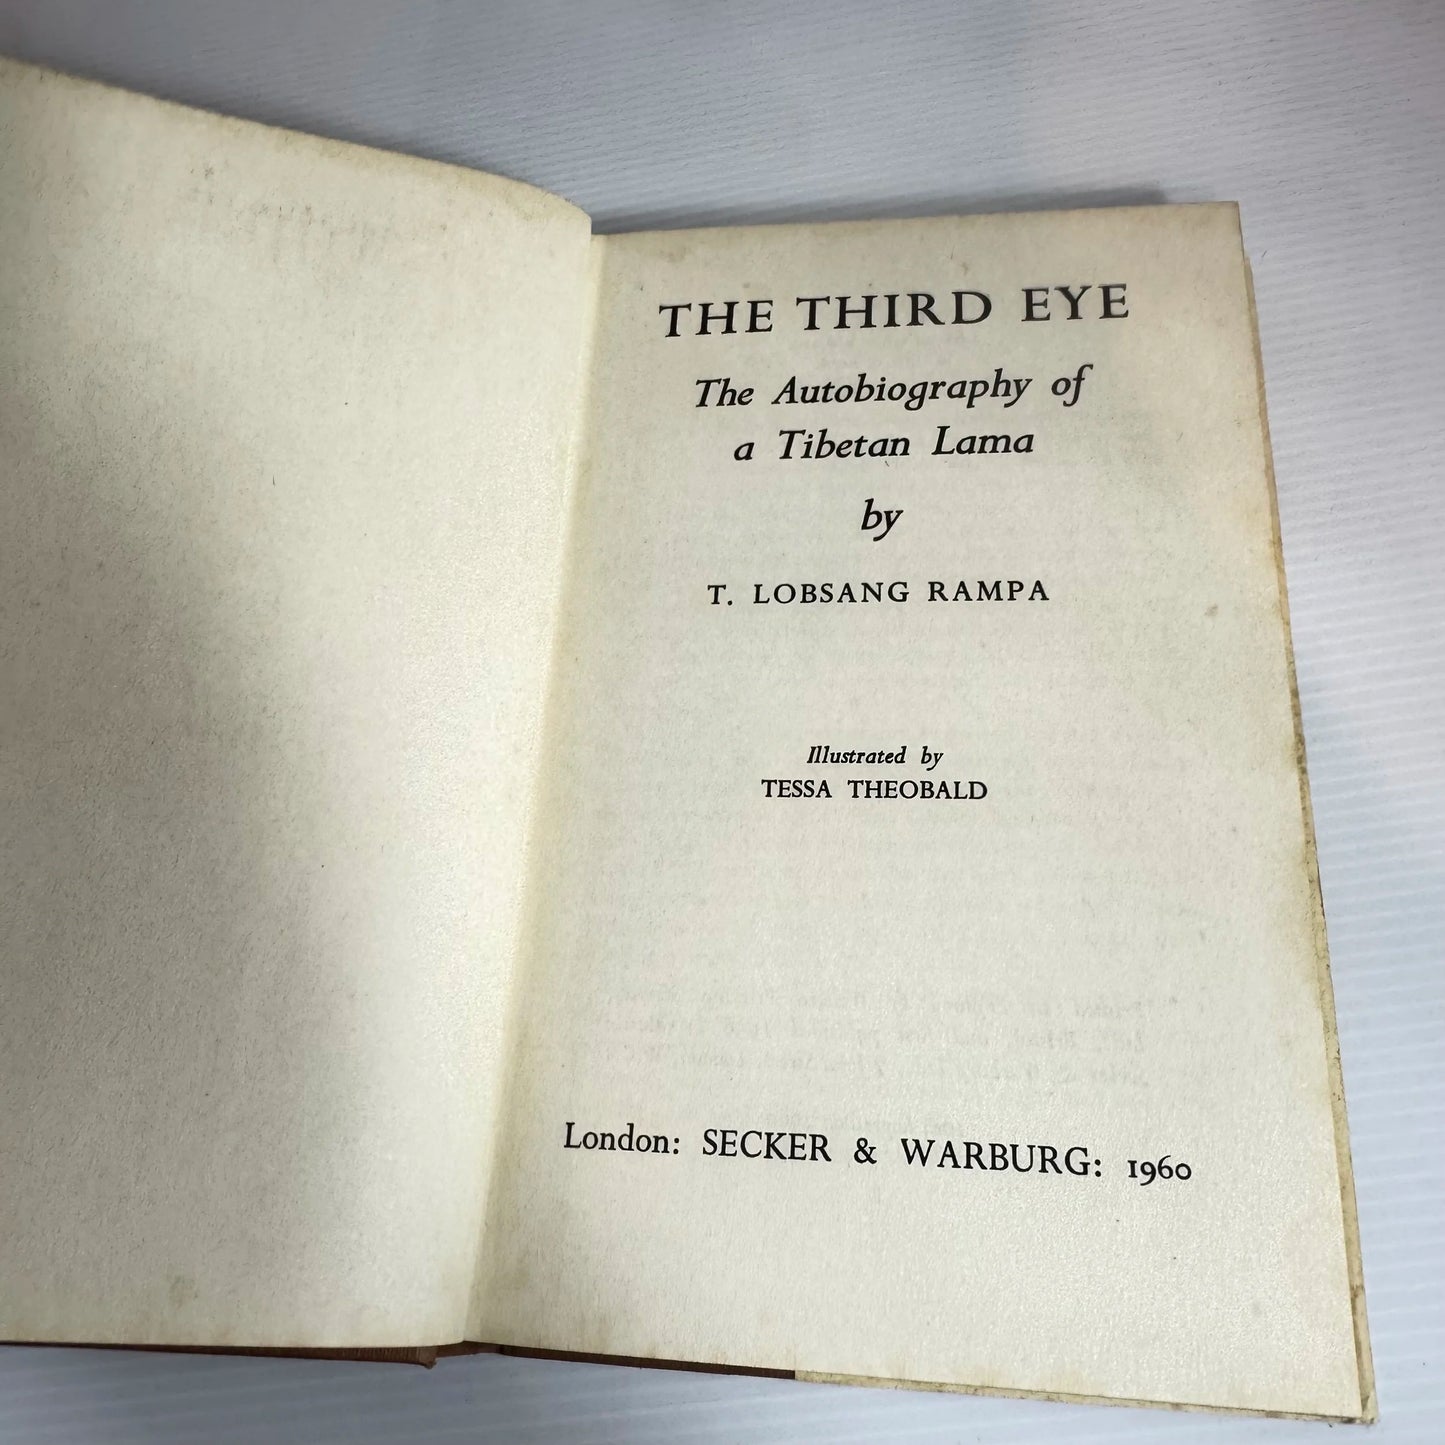 THE THIRD EYE
The Autobiography of
a Tibetan Lama
by
T. LOBSANG RAMPA
Illustrated by
TESSA THEOBALD
London: SECKER & WARBURG: 1960